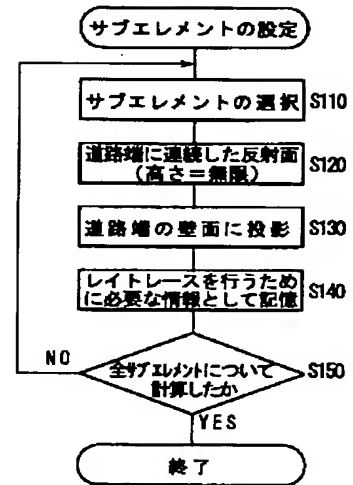 サブエレメントの設定
サブエレメントの選択 S110
道路端に連続した反射面
(高さ=無限) S120
道路端の壁面に投影 S130
レイトレースを行うため
に必要な情報として記憶 S140
全サブエレメントについて
計算したか S150
NO
YES
終了